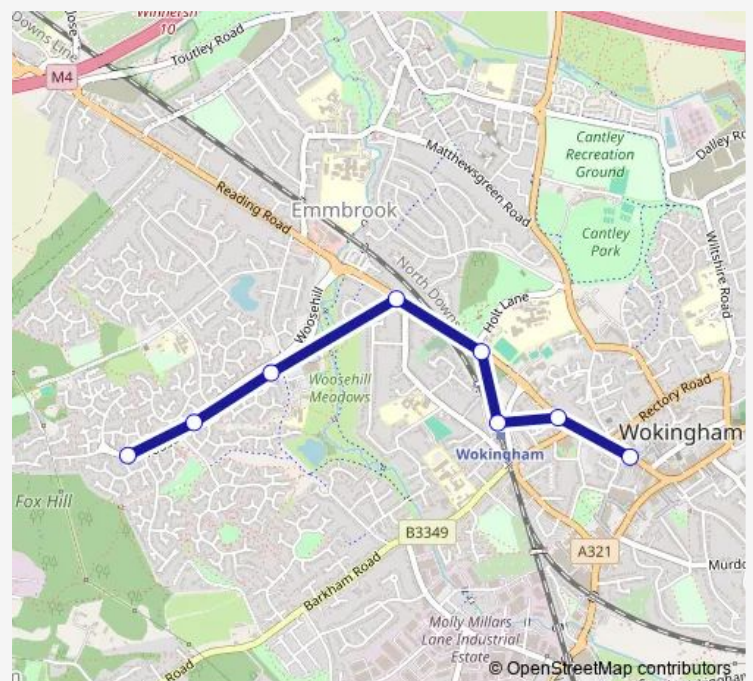 Winnersh
10
Downs Line
Toutley Road
M4
Cantley
Recreation
Ground
Dalley Ro
Matthewsgreen Road
Reading Road
Emmbrook
Cantley
Park
Wiltshire Road
North Downs
Holt Lane
Woosehill
Woosehill
Meadows
Rectory Road
Wokingham
Wokingham
Fox Hill
B3349
A321
Barkham Road
Murdo
Molly Millars
Lane Industrial
Estate
Road
© OpenStreetMap contributors